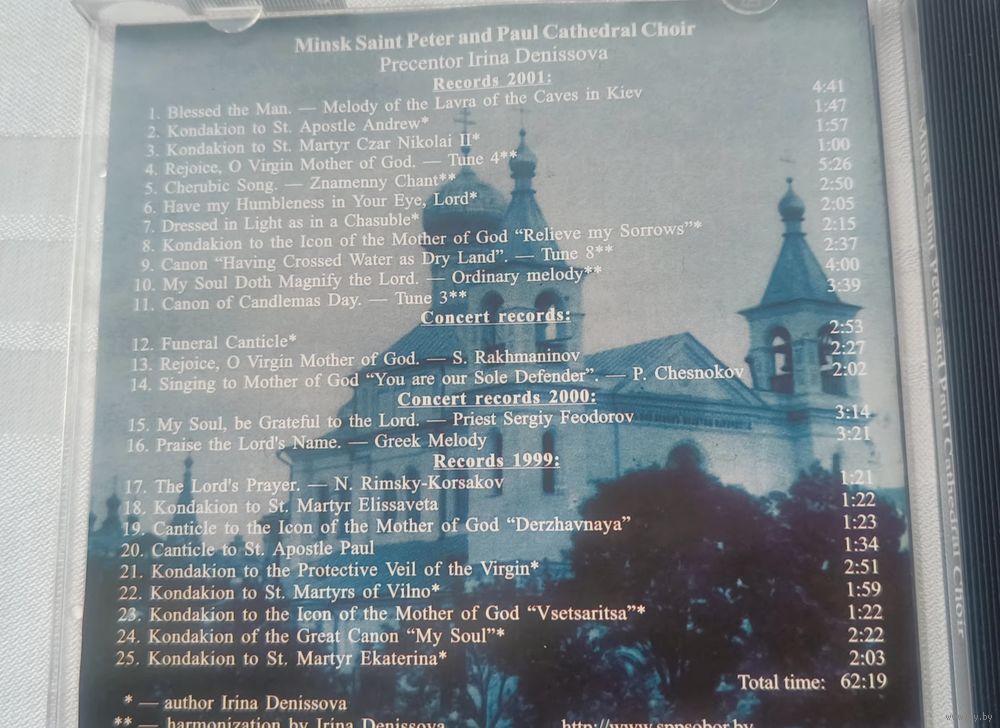 Minsk Saint Peter and Paul Cathedral Choir
Precentor Irina Denissova
Records 2001:
1. Blessed the Man. — Melody of the Lavra of the Caves in Kiev 4:41
2. Kondakion to St. Apostle Andrew* 1:47
3. Kondakion to St. Martyr Czar Nikolai II* 1:57
4. Rejoice, O Virgin Mother of God. — Tune 4** 1:00
5. Cherubic Song. — Znamenny Chant** 5:26
6. Have my Humbleness in Your Eye, Lord* 2:50
7. Dressed in Light as in a Chasuble* 2:05
8. Kondakion to the Icon of the Mother of God “Relieve my Sorrows”* 2:15
9. Canon “Having Crossed Water as Dry Land”. — Tune 8** 2:37
10. My Soul Doth Magnify the Lord. — Ordinary melody** 4:00
11. Canon of Candlemas Day. — Tune 3** 3:39
Concert records:
12. Funeral Canticle* 2:53
13. Rejoice, O Virgin Mother of God. — S. Rakhmaninov 2:27
14. Singing to Mother of God “You are our Sole Defender”. — P. Chesnokov 2:02
Concert records 2000:
15. My Soul, be Grateful to the Lord. — Priest Sergiy Feodorov 3:14
16. Praise the Lord's Name. — Greek Melody 3:21
Records 1999:
17. The Lord's Prayer. — N. Rimsky-Korsakov 1:21
18. Kondakion to St. Martyr Elissaveta 1:22
19. Canticle to the Icon of the Mother of God “Derzhavnaya” 1:23
20. Canticle to St. Apostle Paul 1:34
21. Kondakion to the Protective Veil of the Virgin* 2:51
22. Kondakion to St. Martyrs of Vilno* 1:59
23. Kondakion to the Icon of the Mother of God “Vsetsaritsa”* 1:22
24. Kondakion of the Great Canon “My Soul”* 2:22
25. Kondakion to St. Martyr Ekaterina* 2:03
Total time: 62:19
* — author Irina Denissova
** — harmonization by Irina Denissova
http://www.sppsobor.by
Minsk Saint Peter and Paul Cathedral Choir